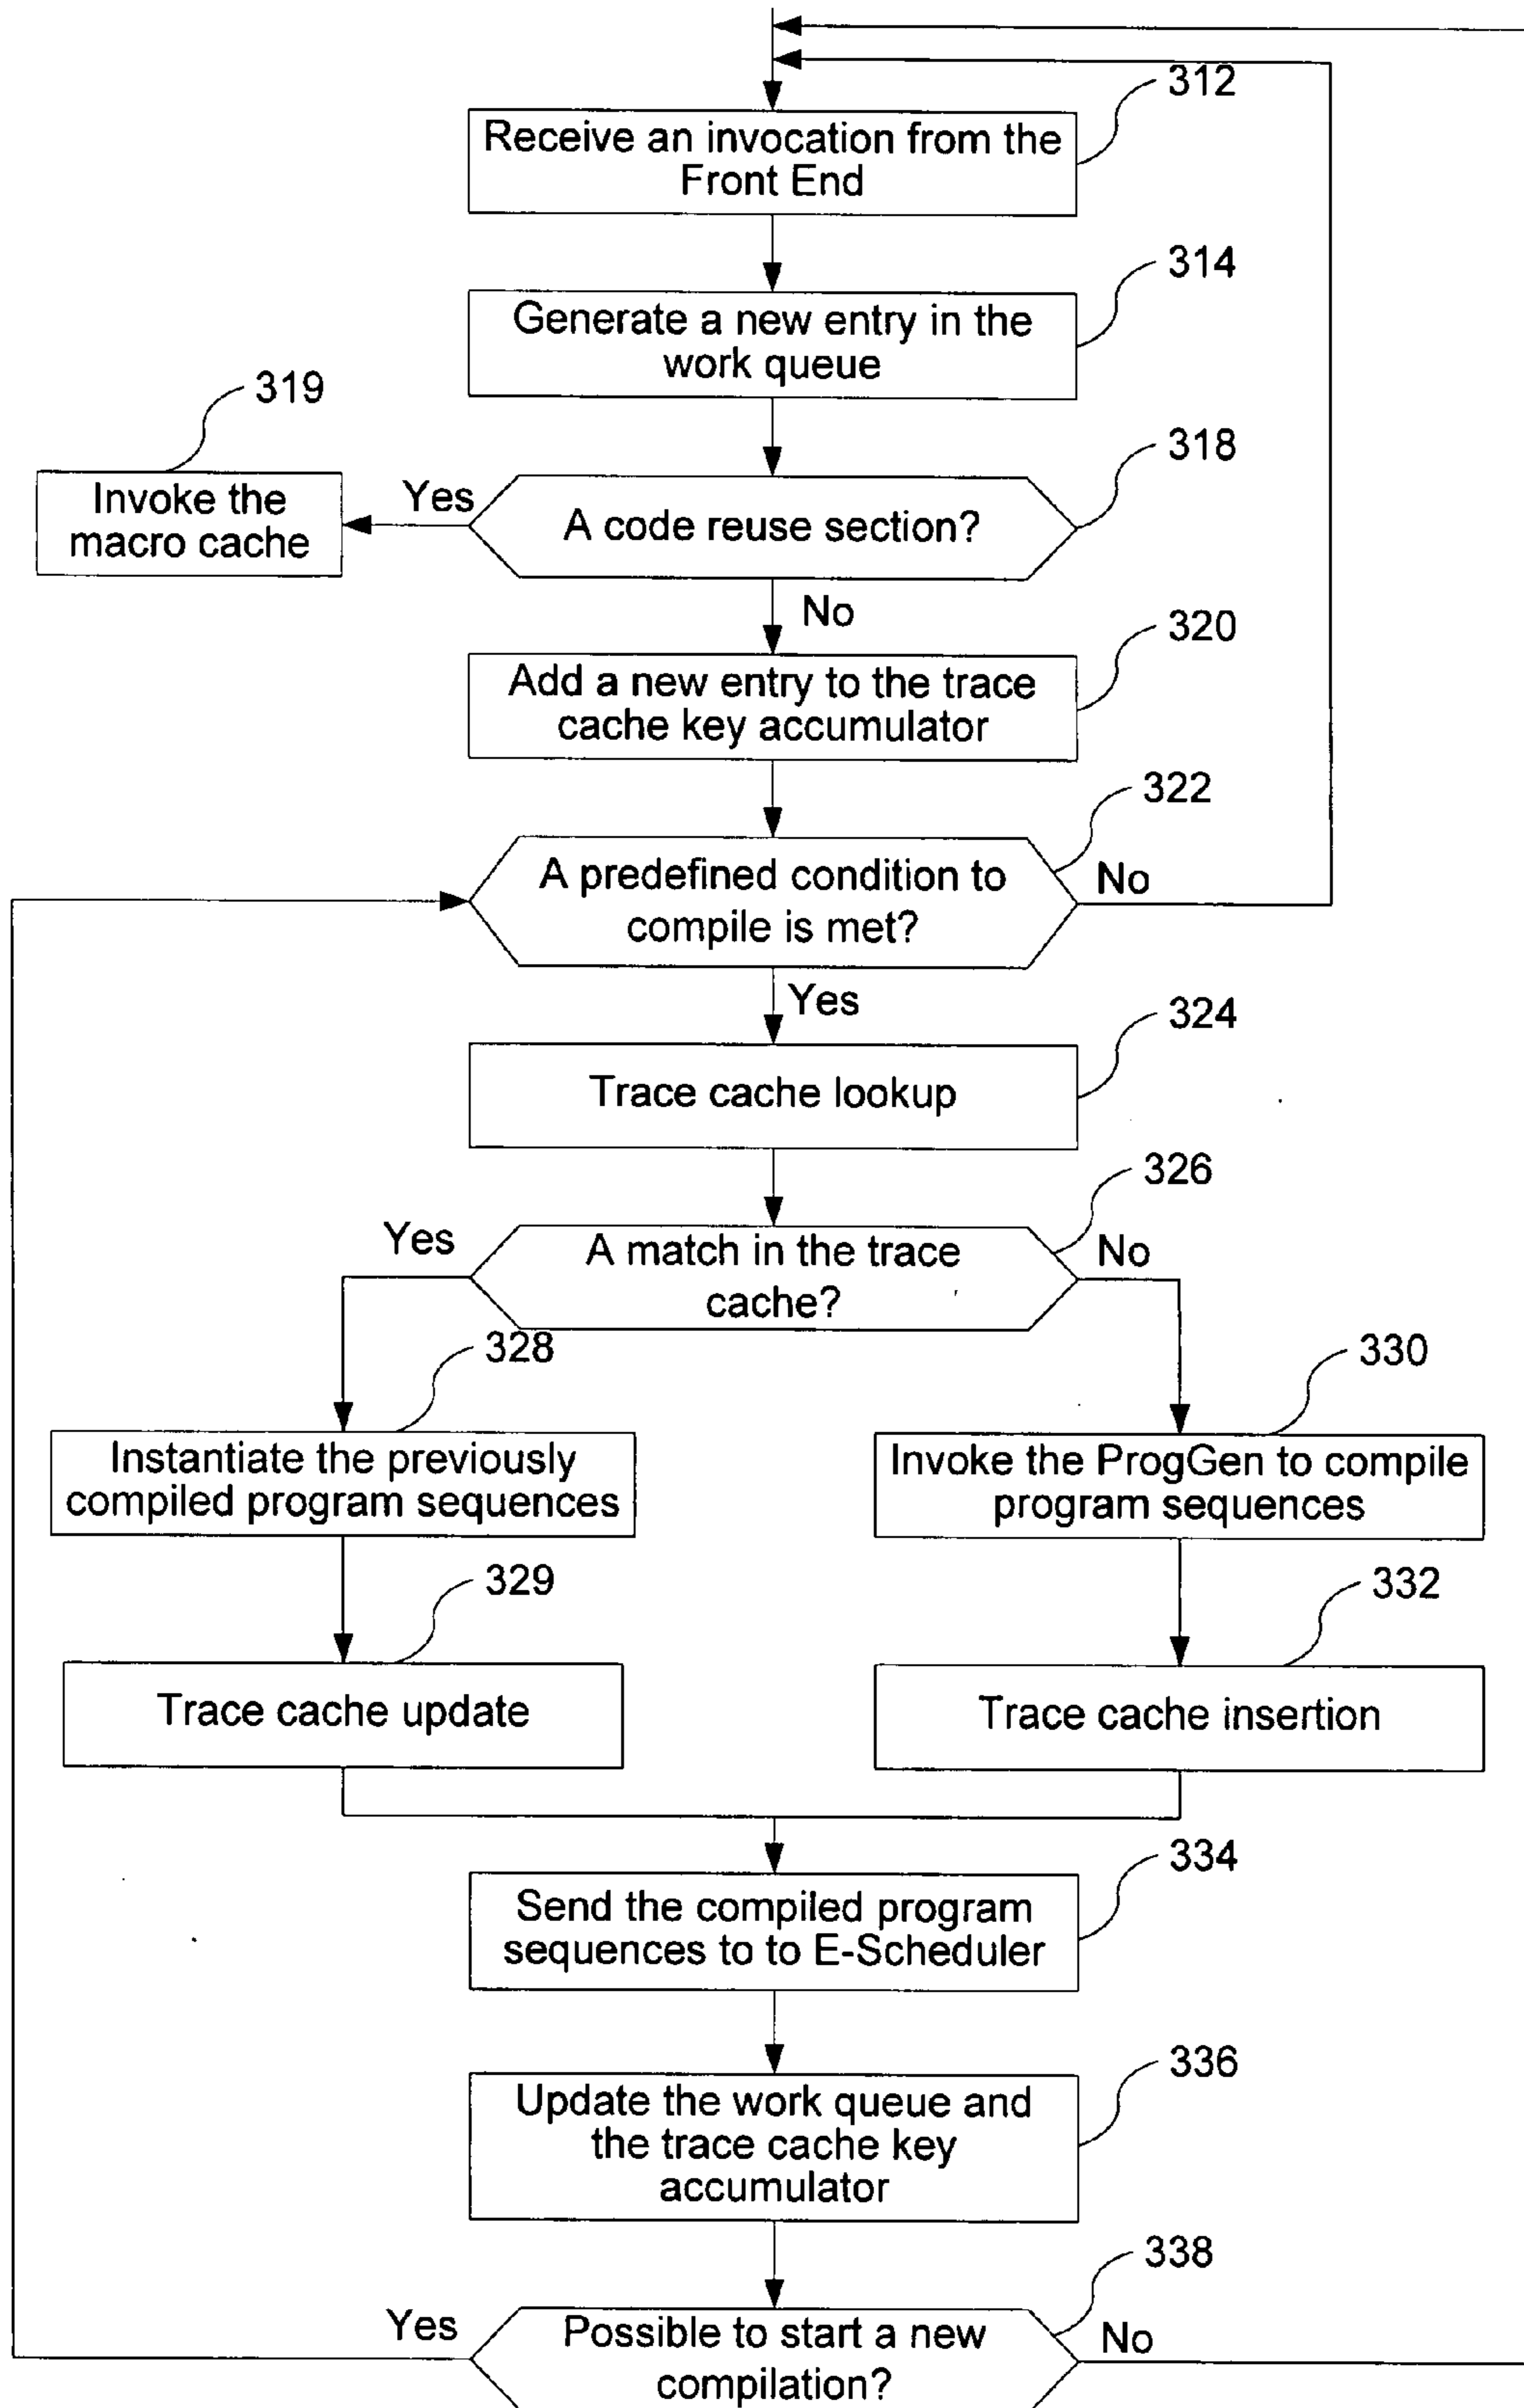 312
Receive an invocation from the
Front End
314
Generate a new entry in the
work queue
319
318
Invoke the
macro cache
Yes
A code reuse section?
No
320
Add a new entry to the trace
cache key accumulator
322
A predefined condition to
compile is met?
No
Yes
324
Trace cache lookup
326
Yes
A match in the trace
cache?
No
328
330
Instantiate the previously
compiled program sequences
Invoke the ProgGen to compile
program sequences
329
332
Trace cache update
Trace cache insertion
334
Send the compiled program
sequences to to E-Scheduler
336
Update the work queue and
the trace cache key
accumulator
338
Yes
Possible to start a new
compilation?
No